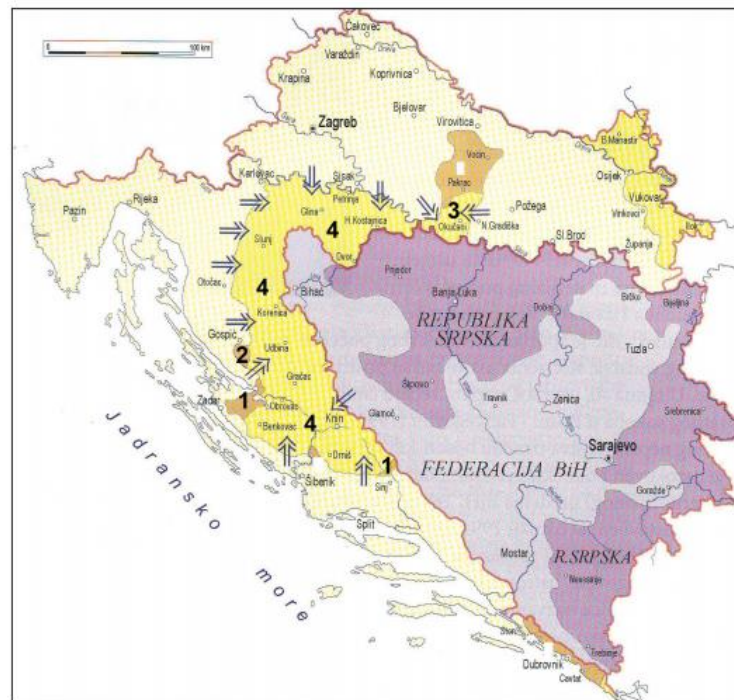 0
100 km
Čakovec
Varaždin
Krapina
Koprivnica
Bjelovar
Zagreb
Virovitica
Voćin
B.Manastir
Osijek
Karlovac
Sisak
Pakrac
Vukovar
Rijeka
Pazin
Petrinja
Glina
4
H.Kostajnica
3
Okučani
Požega
N.Gradiška
Vinkovci
Ilok
Sl.Brod
Županja
Slunj
Dvor
Otočac
4
Bihać
Prijedor
Banja Luka
Doboj
Brčko
Bijeljina
Korenica
REPUBLIKA
SRPSKA
Gospić
2
Udbina
Tuzla
Gračac
Šipovo
Zadar
1
Obrovac
4
Knin
Glamoč
Travnik
Zenica
Srebrenica
Benkovac
Drniš
Sarajevo
1
FEDERACIJA BiH
Šibenik
Sinj
Goražde
Split
Jadransko more
Mostar
R.SRPSKA
Nevesinje
Ston
Trebinje
Dubrovnik
Cavtat